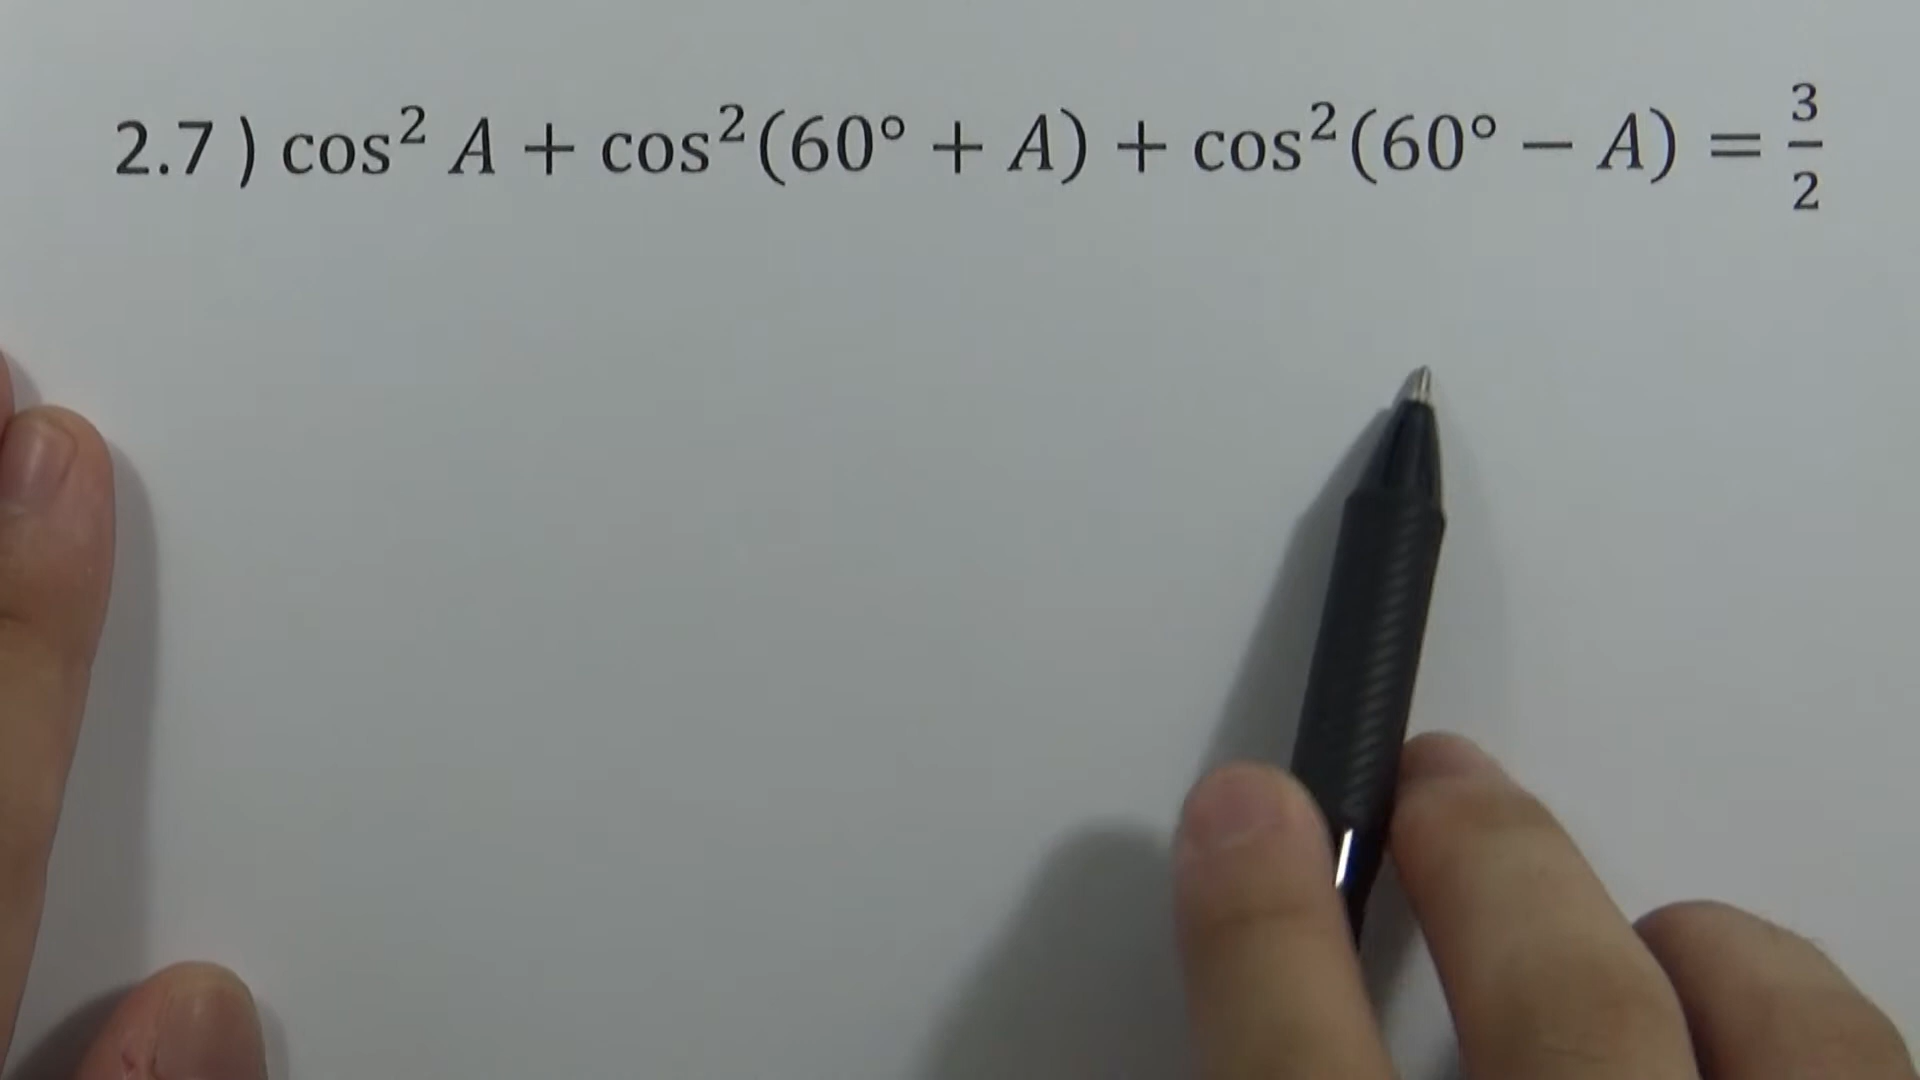 2.7 ) cos² A + cos²(60° + A) + cos²(60° − A) = 3/2